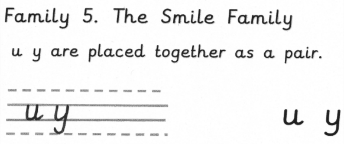 Family 5. The Smile Family
u y are placed together as a pair.
u y u y